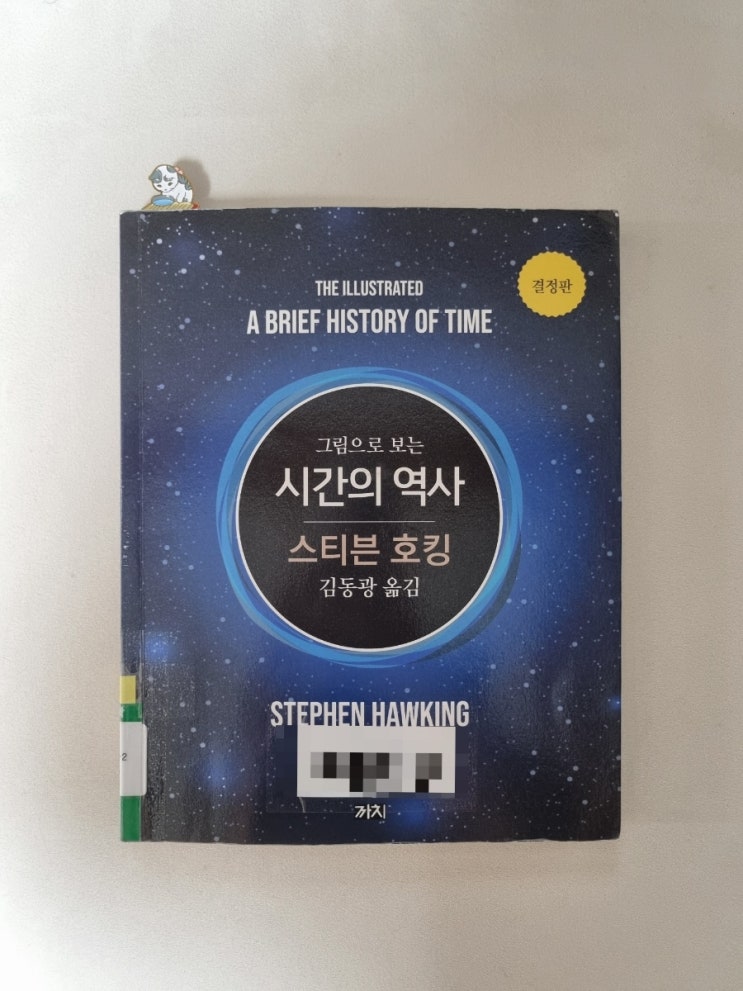 THE ILLUSTRATED
A BRIEF HISTORY OF TIME
결정판
그림으로 보는
시간의 역사
스티븐 호킹
김동광 옮김
STEPHEN HAWKING
까치
2